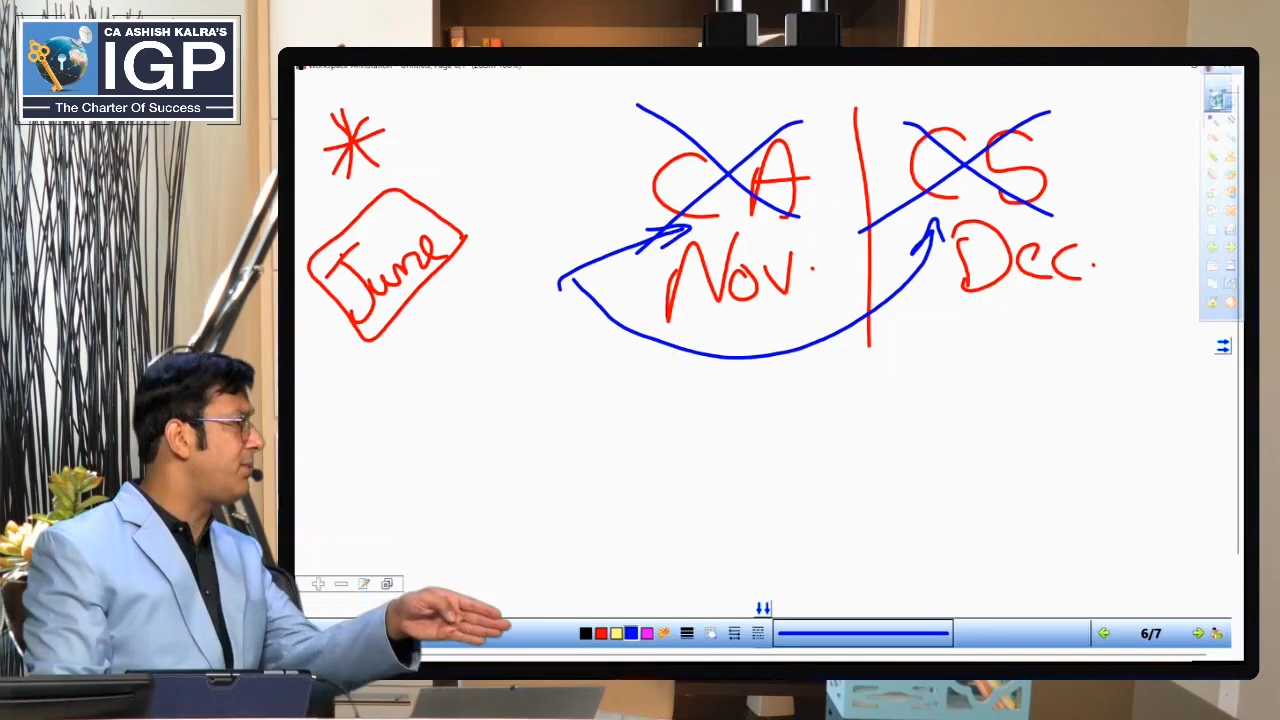 CA ASHISH KALRA'S
IGP
The Charter Of Success
*
June
CA
Nov.
CS
Dec.
6/7